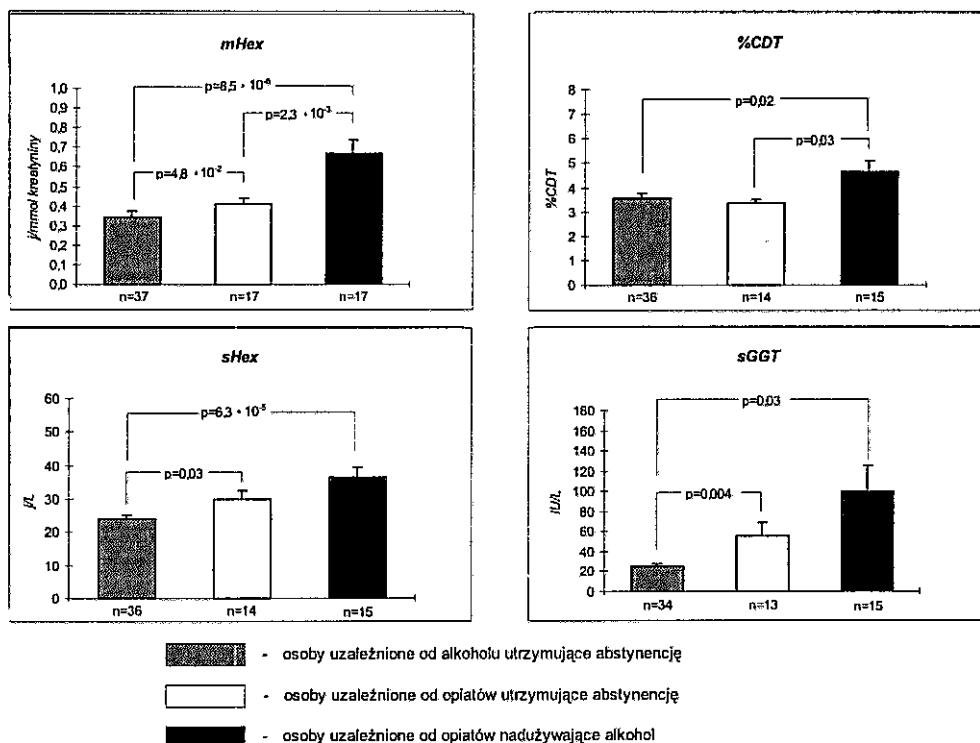 mHex
j/mmol kreatyniny
1,0
0,9
0,8
0,7
0,6
0,5
0,4
0,3
0,2
0,1
0,0
p=8,5 • 10⁻⁶
p=2,3 • 10⁻³
p=4,8 • 10⁻²
n=37 n=17 n=17
%CDT
%CDT
8
7
6
5
4
3
2
1
0
p=0,02
p=0,03
n=36 n=14 n=15
sHex
j/L
60
50
40
30
20
10
0
p=6,3 • 10⁻⁵
p=0,03
n=36 n=14 n=15
sGGT
IU/L
180
160
140
120
100
80
60
40
20
0
p=0,03
p=0,004
n=34 n=13 n=15
- osoby uzależnione od alkoholu utrzymujące abstynencję
- osoby uzależnione od opiatów utrzymujące abstynencję
- osoby uzależnione od opiatów nadużywające alkohol